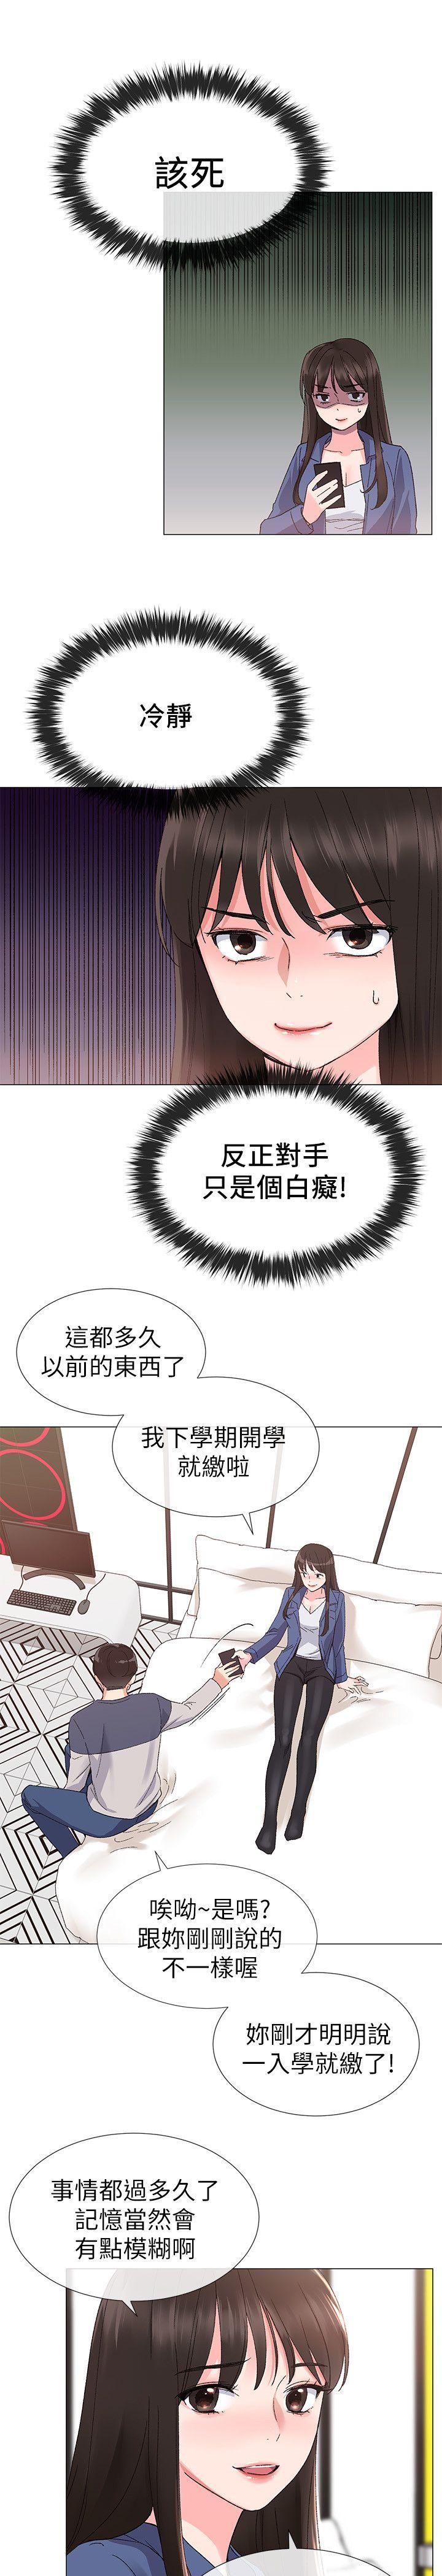 該死
冷靜
反正對手
只是個白癡!
這都多久
以前的東西了
我下學期開學
就繳啦
唉呦~是嗎?
跟妳剛剛說的
不一樣喔
妳剛才明明說
一入學就繳了!
事情都過多久了
記憶當然會
有點模糊啊